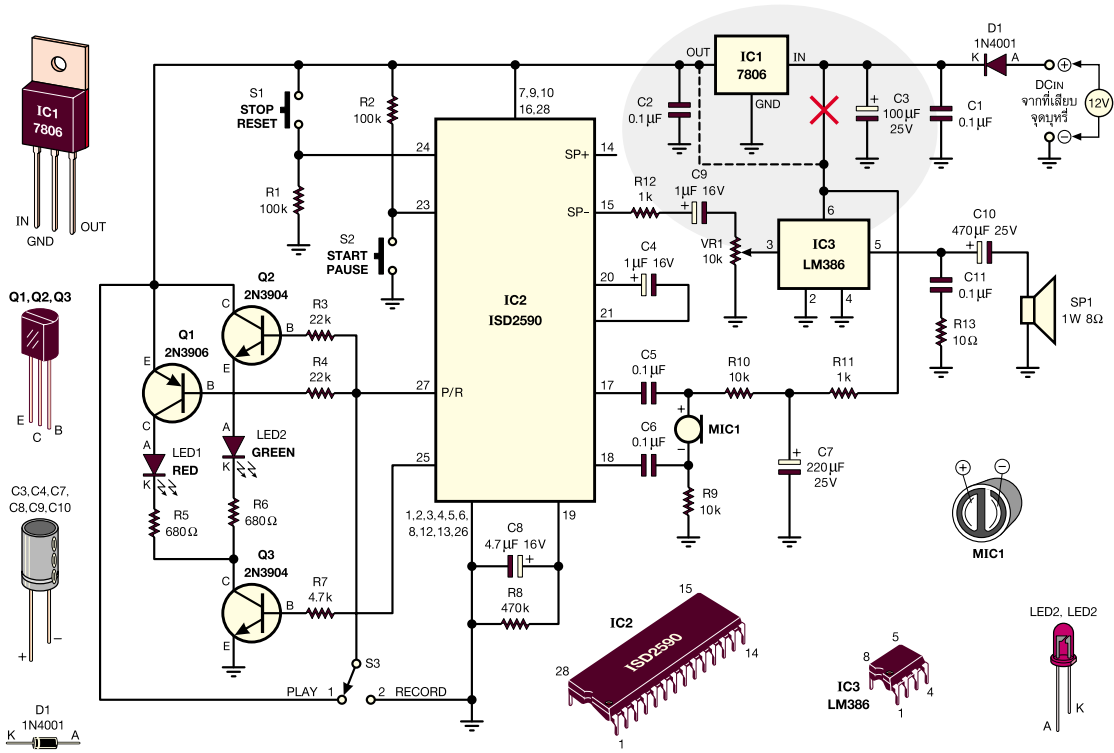 IC1
7806
IN
GND
OUT
S1
STOP
RESET
R2
100k
R1
100k
24
23
S2
START
PAUSE
7,9,10
16,28
OUT
IC1
7806
IN
GND
C2
0.1µF
C3
100µF
25V
+
C1
0.1µF
D1
1N4001
K
A
DCIN
จากที่เสียบ
จุดบุหรี่
+
−
12V
SP+
14
SP-
15
R12
1k
C9
1µF 16V
+
VR1
10k
3
6
IC3
LM386
5
2
4
C10
470µF 25V
+
C11
0.1µF
R13
10Ω
SP1
1W 8Ω
C4
1µF 16V
+
20
21
IC2
ISD2590
Q1,Q2,Q3
E
C
B
Q2
2N3904
C
B
E
R3
22k
R4
22k
Q1
2N3906
E
B
C
27
P/R
17
C5
0.1µF
R10
10k
R11
1k
+
MIC1
−
C6
0.1µF
18
R9
10k
C7
220µF
25V
+
A
LED1
RED
K
A
LED2
GREEN
K
R5
680Ω
R6
680Ω
25
C3,C4,C7,
C8,C9,C10
+
−
Q3
2N3904
C
B
E
R7
4.7k
1,2,3,4,5,6,
8,12,13,26
19
C8
4.7µF 16V
+
R8
470k
S3
PLAY 1
2 RECORD
+
−
MIC1
IC2
ISD2590
15
14
28
1
IC3
LM386
5
8
4
1
LED2, LED2
K
A
D1
1N4001
K
A